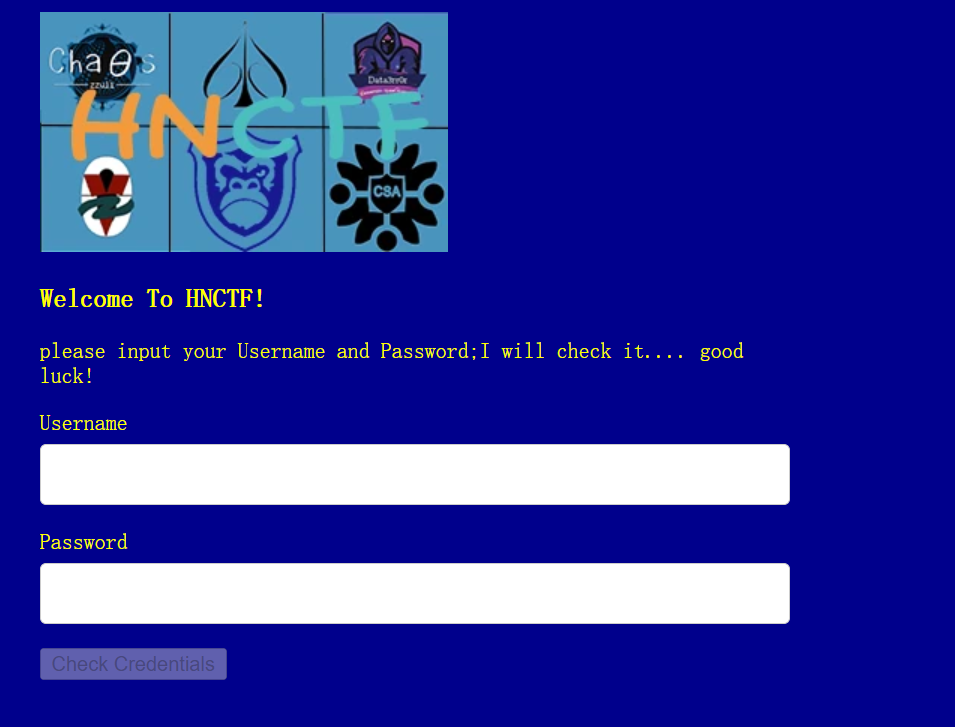 Chaθs
zzuli
Data3rr0r
HNCTF
CSA
Welcome To HNCTF!
please input your Username and Password;I will check it.... good
luck!
Username
Password
Check Credentials